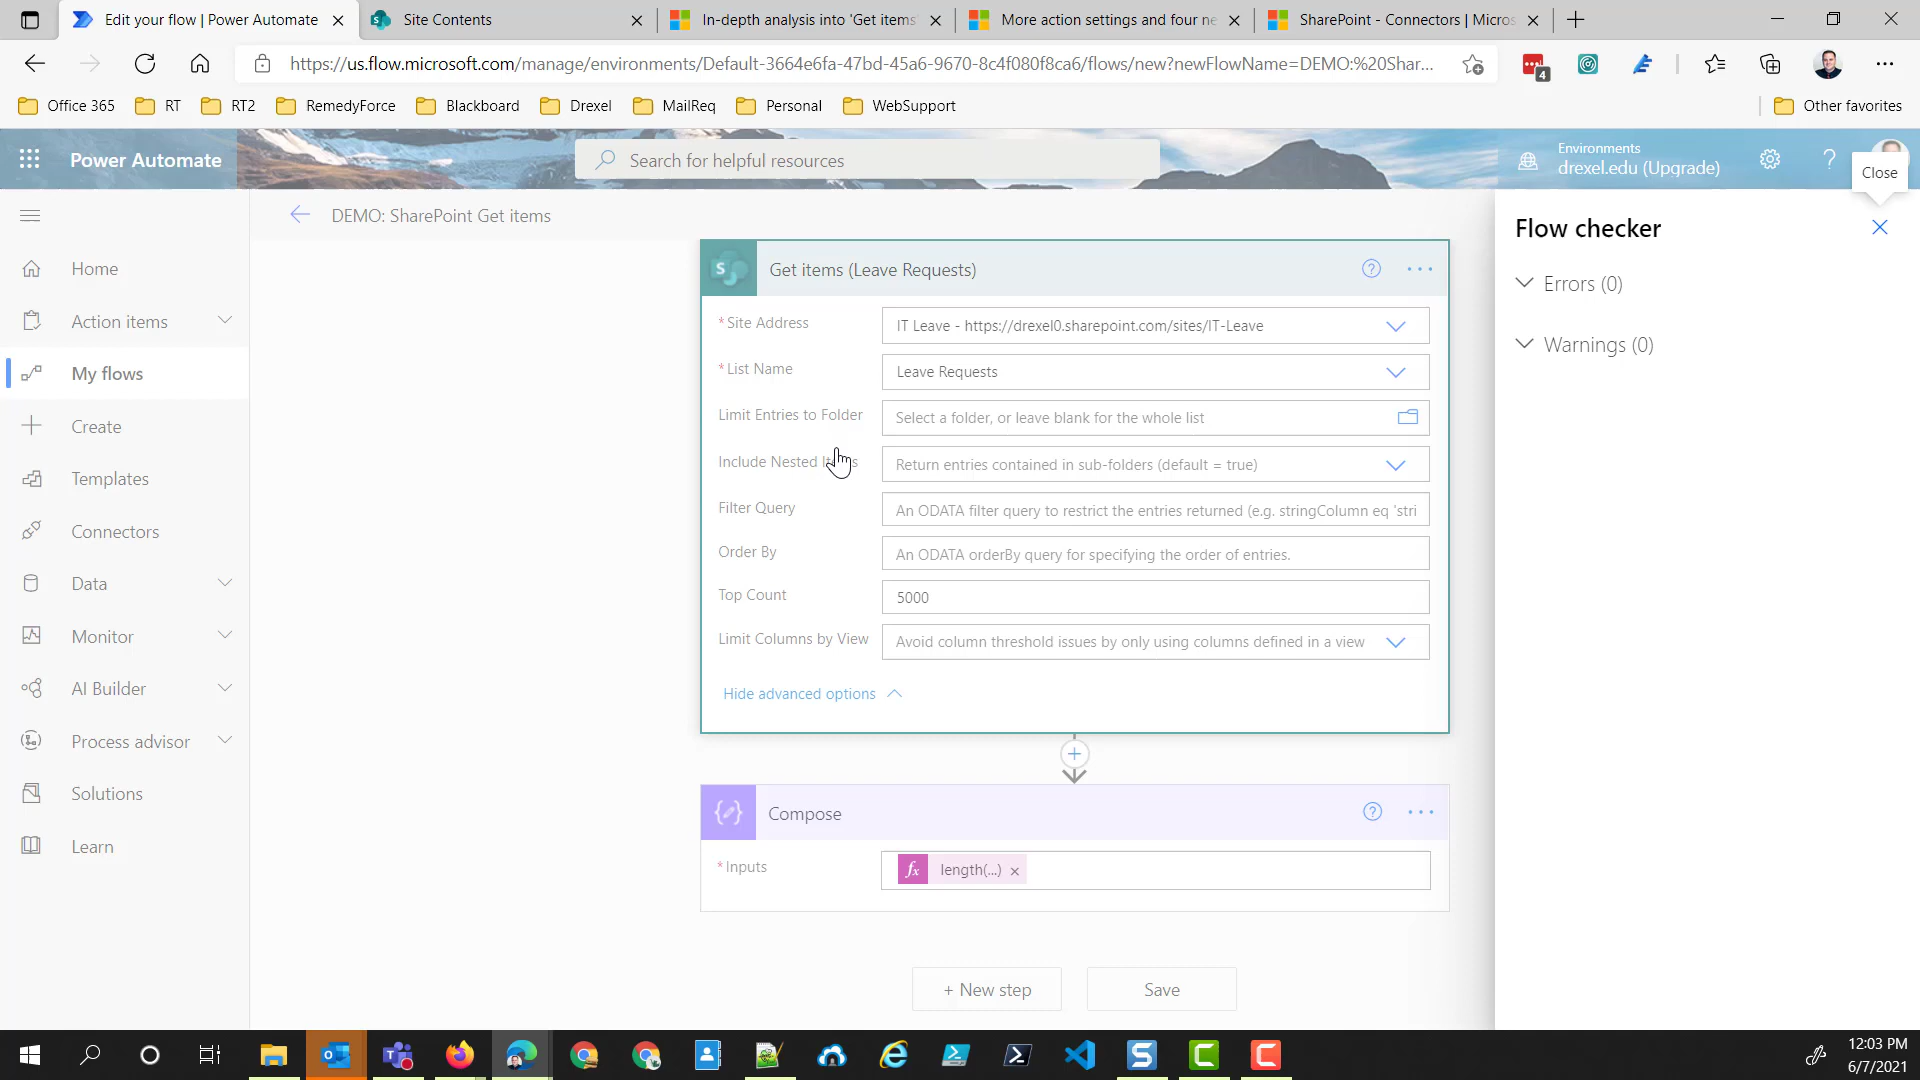 Edit your flow | Power Automate
Site Contents
In-depth analysis into 'Get items
More action settings and four ne
SharePoint - Connectors | Micros
https://us.flow.microsoft.com/manage/environments/Default-3664e6fa-47bd-45a6-9670-8c4f080f8ca6/flows/new?newFlowName=DEMO:%20Shar...
4
Office 365
RT
RT2
RemedyForce
Blackboard
Drexel
MailReq
Personal
WebSupport
Other favorites
Power Automate
Search for helpful resources
Environments
drexel.edu (Upgrade)
Close
DEMO: SharePoint Get items
Home
Action items
My flows
Create
Templates
Connectors
Data
Monitor
AI Builder
Process advisor
Solutions
Learn
Get items (Leave Requests)
* Site Address
IT Leave - https://drexel0.sharepoint.com/sites/IT-Leave
* List Name
Leave Requests
Limit Entries to Folder
Select a folder, or leave blank for the whole list
Include Nested
Return entries contained in sub-folders (default = true)
Filter Query
An ODATA filter query to restrict the entries returned (e.g. stringColumn eq 'stri
Order By
An ODATA orderBy query for specifying the order of entries.
Top Count
5000
Limit Columns by View
Avoid column threshold issues by only using columns defined in a view
Hide advanced options
Compose
* Inputs
fx length(...) ×
+ New step
Save
Flow checker
Errors (0)
Warnings (0)
12:03 PM
6/7/2021